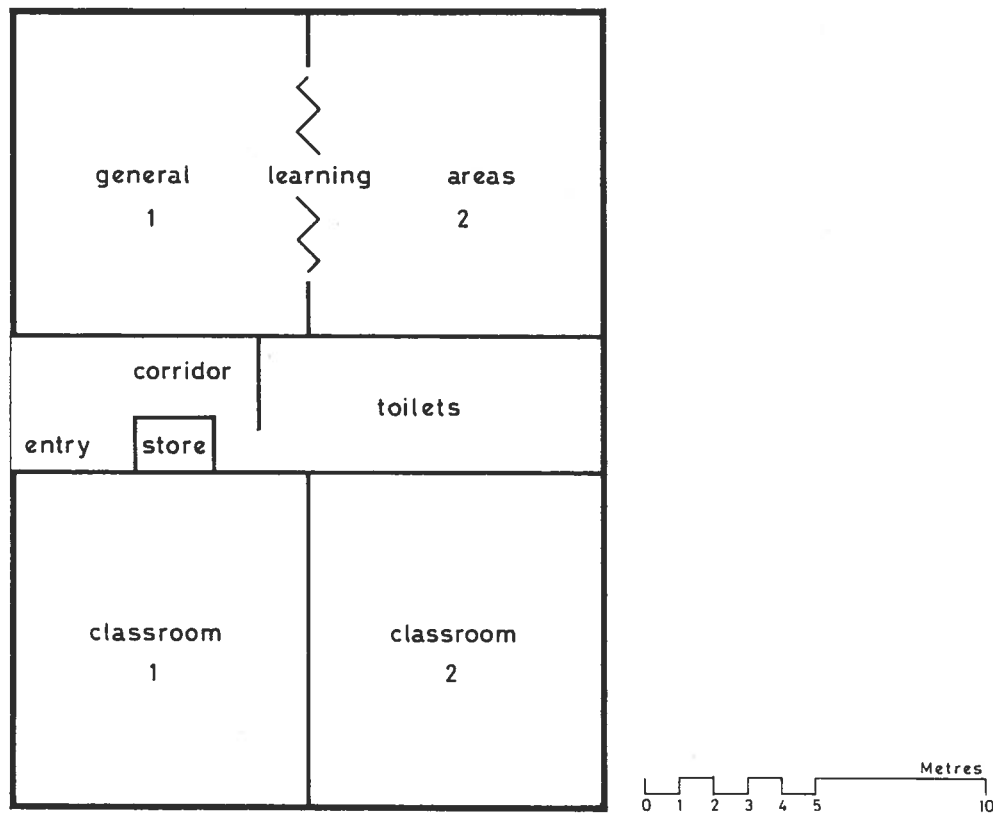 general learning areas
1 2
corridor
toilets
entry store
classroom classroom
1 2
Metres
0 1 2 3 4 5 10